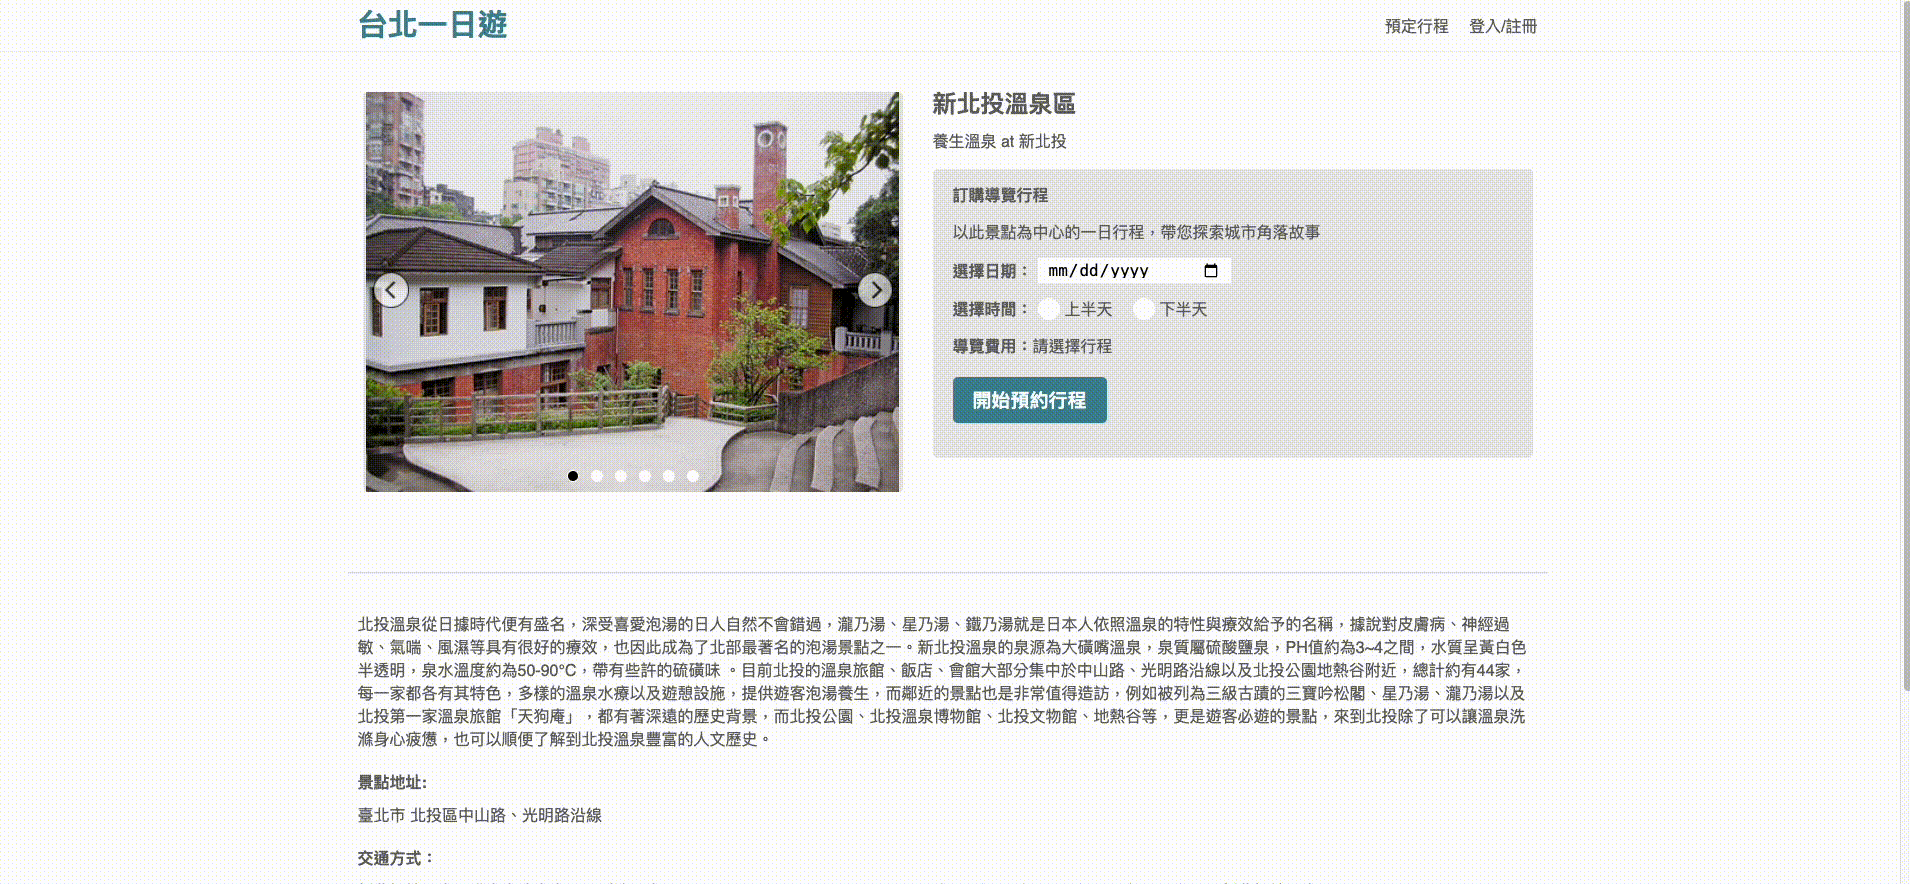 台北一日遊
預定行程 登入/註冊
新北投溫泉區
養生溫泉 at 新北投
訂購導覽行程
以此景點為中心的一日行程，帶您探索城市角落故事
選擇日期： mm/dd/yyyy
選擇時間： 上半天 下半天
導覽費用：請選擇行程
開始預約行程
北投溫泉從日據時代便有盛名，深受喜愛泡湯的日人自然不會錯過，瀧乃湯、星乃湯、鐵乃湯就是日本人依照溫泉的特性與療效給予的名稱，據說對皮膚病、神經過
敏、氣喘、風濕等具有很好的療效，也因此成為了北部最著名的泡湯景點之一。新北投溫泉的泉源為大磺嘴溫泉，泉質屬硫酸鹽泉，PH值約為3~4之間，水質呈黃白色
半透明，泉水溫度約為50-90°C，帶有些許的硫磺味 。目前北投的溫泉旅館、飯店、會館大部分集中於中山路、光明路沿線以及北投公園地熱谷附近，總計約有44家，
每一家都各有其特色，多樣的溫泉水療以及遊憩設施，提供遊客泡湯養生，而鄰近的景點也是非常值得造訪，例如被列為三級古蹟的三寶吟松閣、星乃湯、瀧乃湯以及
北投第一家溫泉旅館「天狗庵」，都有著深遠的歷史背景，而北投公園、北投溫泉博物館、北投文物館、地熱谷等，更是遊客必遊的景點，來到北投除了可以讓溫泉洗
滌身心疲憊，也可以順便了解到北投溫泉豐富的人文歷史。
景點地址:
臺北市 北投區中山路、光明路沿線
交通方式：